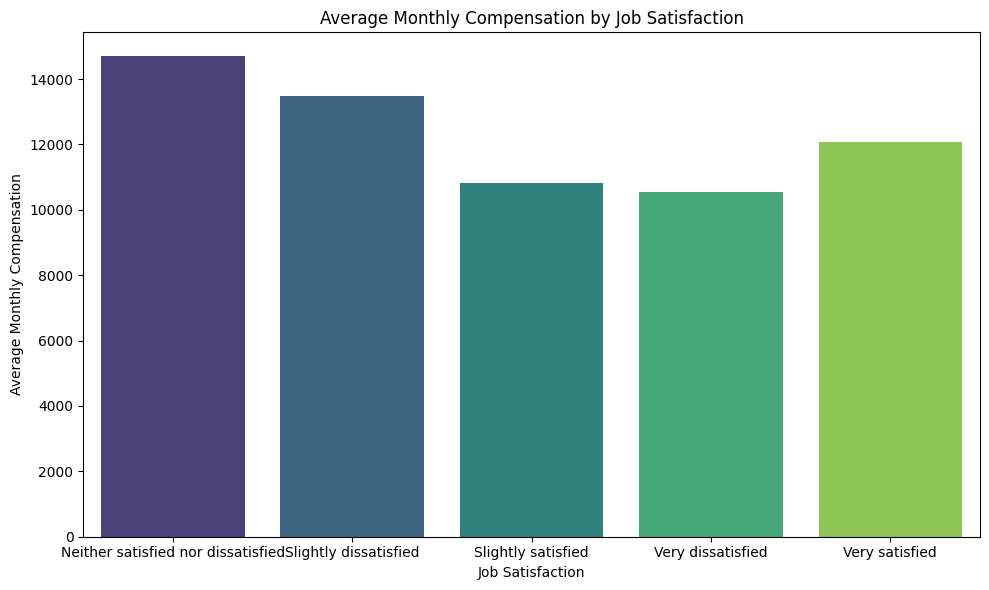 Average Monthly Compensation by Job Satisfaction
Average Monthly Compensation
14000
12000
10000
8000
6000
4000
2000
0
Neither satisfied nor dissatisfied Slightly dissatisfied Slightly satisfied Very dissatisfied Very satisfied
Job Satisfaction